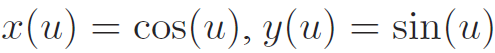 x(u) = cos(u), y(u) = sin(u)